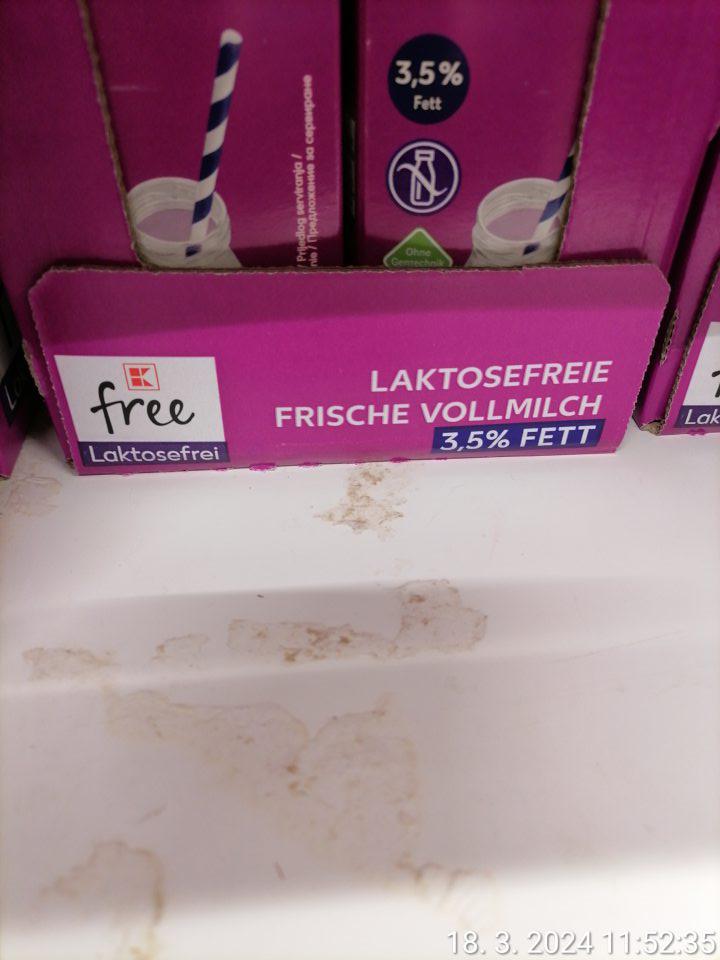 3,5%
Fett
/ Prijedlog serviranja /
/ Предложение за сервиране
Ohne
Gentechnik
K
free
Laktosefrei
LAKTOSEFREIE
FRISCHE VOLLMILCH
3,5% FETT
Lak
18. 3. 2024 11:52:35